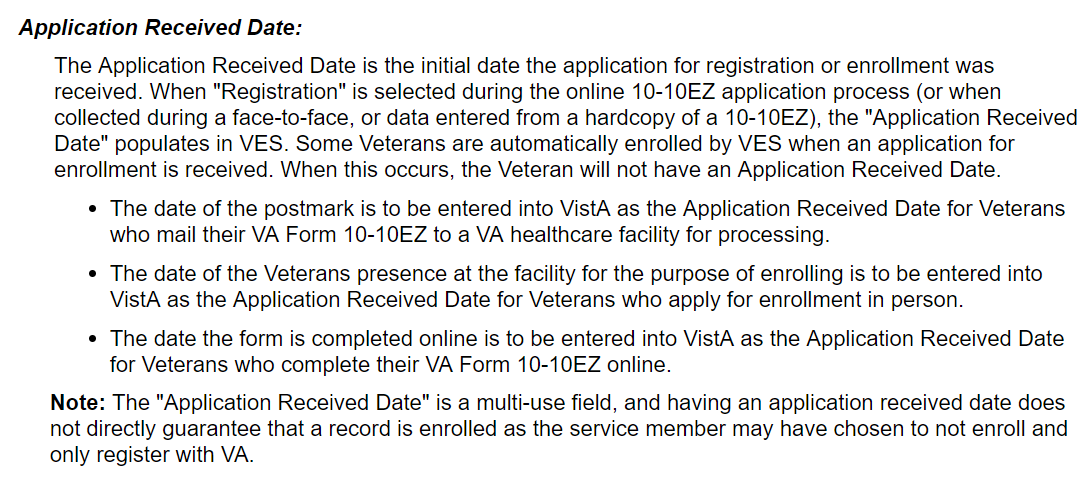 Application Received Date:
The Application Received Date is the initial date the application for registration or enrollment was
received. When "Registration" is selected during the online 10-10EZ application process (or when
collected during a face-to-face, or data entered from a hardcopy of a 10-10EZ), the "Application Received
Date" populates in VES. Some Veterans are automatically enrolled by VES when an application for
enrollment is received. When this occurs, the Veteran will not have an Application Received Date.
• The date of the postmark is to be entered into VistA as the Application Received Date for Veterans
who mail their VA Form 10-10EZ to a VA healthcare facility for processing.
• The date of the Veterans presence at the facility for the purpose of enrolling is to be entered into
VistA as the Application Received Date for Veterans who apply for enrollment in person.
• The date the form is completed online is to be entered into VistA as the Application Received Date
for Veterans who complete their VA Form 10-10EZ online.
Note: The "Application Received Date" is a multi-use field, and having an application received date does
not directly guarantee that a record is enrolled as the service member may have chosen to not enroll and
only register with VA.